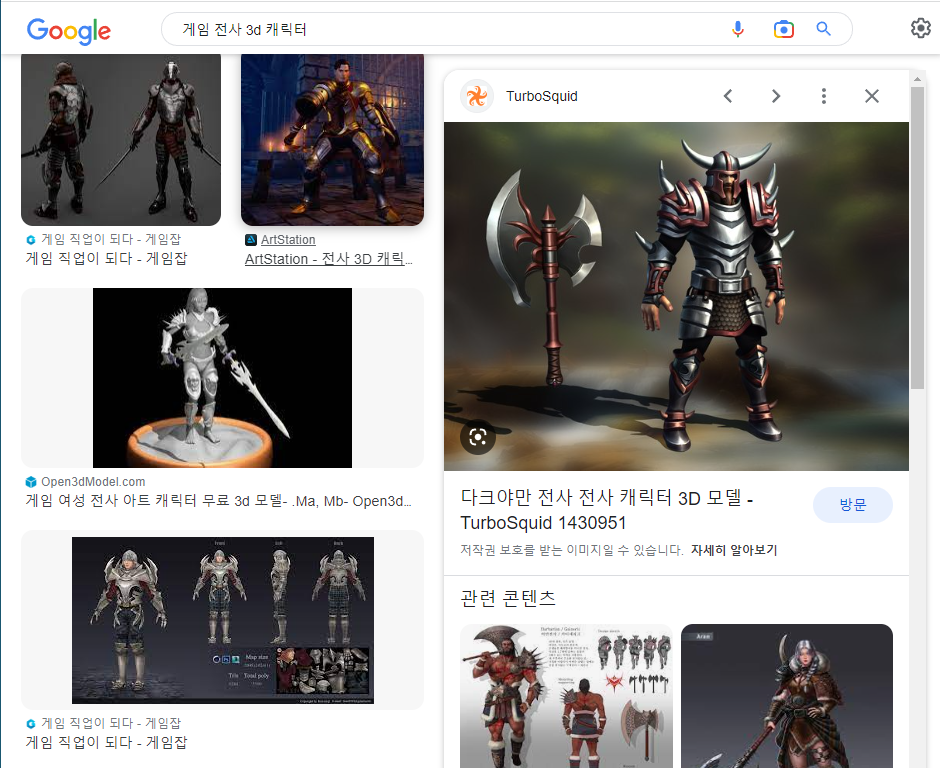 Google
게임 전사 3d 캐릭터
게임 직업이 되다 - 게임잡
게임 직업이 되다 - 게임잡
ArtStation
ArtStation - 전사 3D 캐릭...
Open3dModel.com
게임 여성 전사 아트 캐릭터 무료 3d 모델- .Ma, Mb- Open3d...
Front
Back
Map size
Tris
Total poly
게임 직업이 되다 - 게임잡
게임 직업이 되다 - 게임잡
TurboSquid
다크야만 전사 전사 캐릭터 3D 모델 -
TurboSquid 1430951
방문
저작권 보호를 받는 이미지일 수 있습니다. 자세히 알아보기
관련 콘텐츠